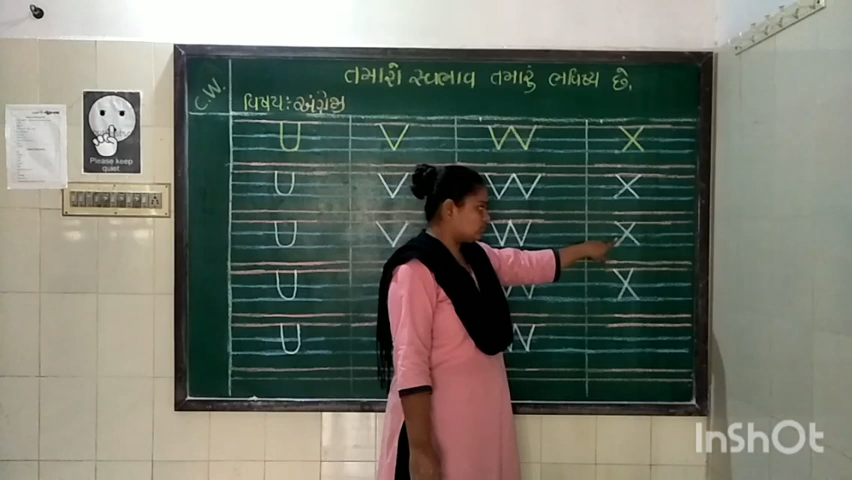 તમારો સ્વભાવ તમારું ભવિષ્ય છે.
C.W.
વિષય: અંગ્રેજી
U V W X
U V W X
U V W X
U W X
U W
Please keep
quiet
InShOt